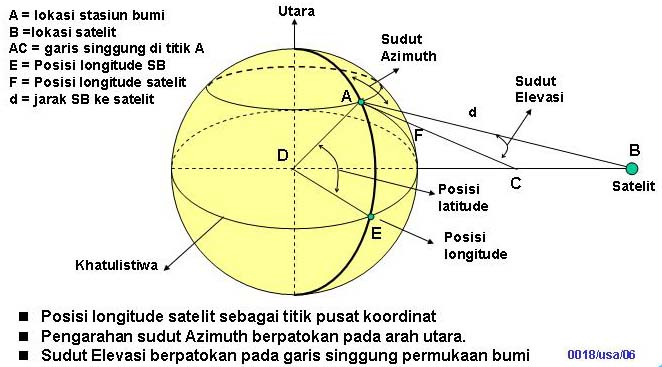 A = lokasi stasiun bumi
B =lokasi satelit
AC = garis singgung di titik A
E = Posisi longitude SB
F = Posisi longitude satelit
d = jarak SB ke satelit
Utara
Sudut
Azimuth
Sudut
Elevasi
A
d
F
B
D
C
Satelit
Posisi
latitude
E
Posisi
longitude
Khatulistiwa
Posisi longitude satelit sebagai titik pusat koordinat
Pengarahan sudut Azimuth berpatokan pada arah utara.
Sudut Elevasi berpatokan pada garis singgung permukaan bumi
0018/usa/06